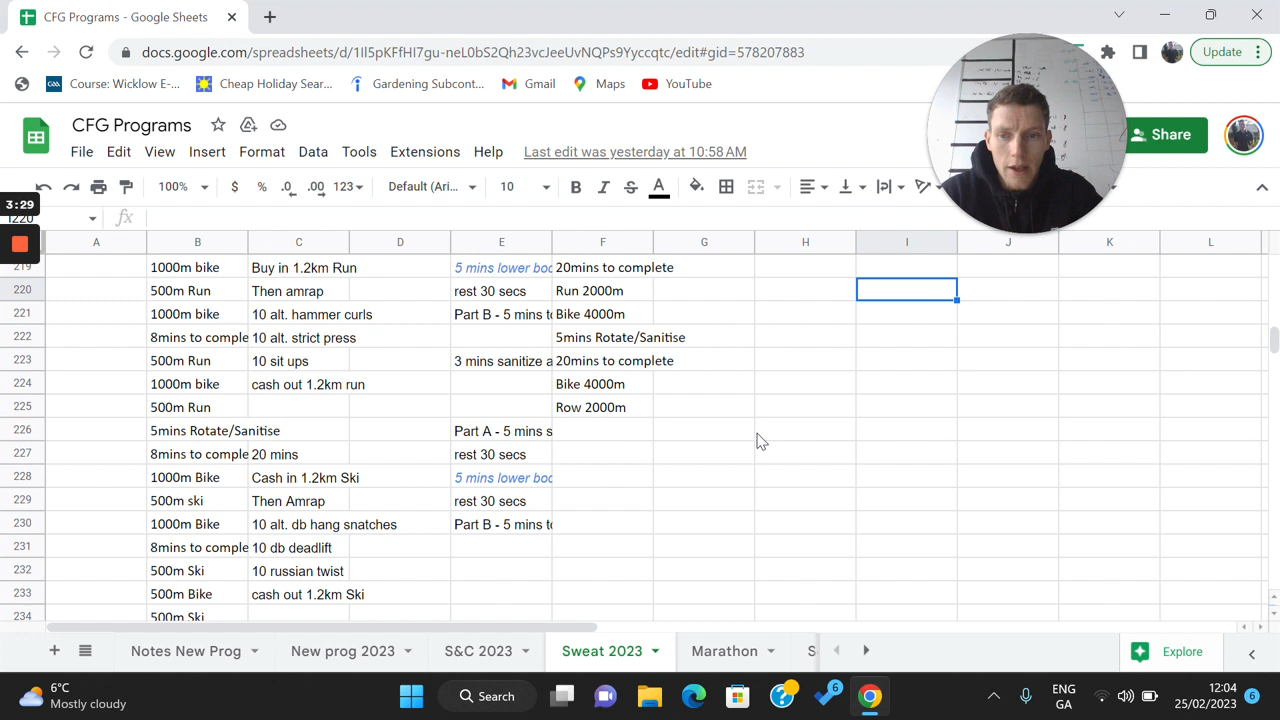 CFG Programs - Google Sheets
docs.google.com/spreadsheets/d/1Il5pKFfHI7gu-neL0bS2Qh23vcJeeUvNQPs9Yyccqtc/edit#gid=578207883
Update
Course: Wicklow E-... Cheap Holiday Sear... Gardening Subcont... Gmail Maps YouTube
CFG Programs
Share
File Edit View Insert Format Data Tools Extensions Help Last edit was yesterday at 10:58 AM
100% $ % .0 .00 123 Default (Ari... 10 B I S A
3:29
fx
A B C D E F G H I J K L
219 1000m bike Buy in 1.2km Run 5 mins lower boc 20mins to complete
220 500m Run Then amrap rest 30 secs Run 2000m
221 1000m bike 10 alt. hammer curls Part B - 5 mins to Bike 4000m
222 8mins to comple 10 alt. strict press 5mins Rotate/Sanitise
223 500m Run 10 sit ups 3 mins sanitize a 20mins to complete
224 1000m bike cash out 1.2km run Bike 4000m
225 500m Run Row 2000m
226 5mins Rotate/Sanitise Part A - 5 mins s
227 8mins to comple 20 mins rest 30 secs
228 1000m Bike Cash in 1.2km Ski 5 mins lower boc
229 500m ski Then Amrap rest 30 secs
230 1000m Bike 10 alt. db hang snatches Part B - 5 mins to
231 8mins to comple 10 db deadlift
232 500m Ski 10 russian twist
233 500m Bike cash out 1.2km Ski
234 500m Ski
Notes New Prog New prog 2023 S&C 2023 Sweat 2023 Marathon S Explore
6°C
Mostly cloudy
Search
6
ENG
GA
12:04
25/02/2023
6